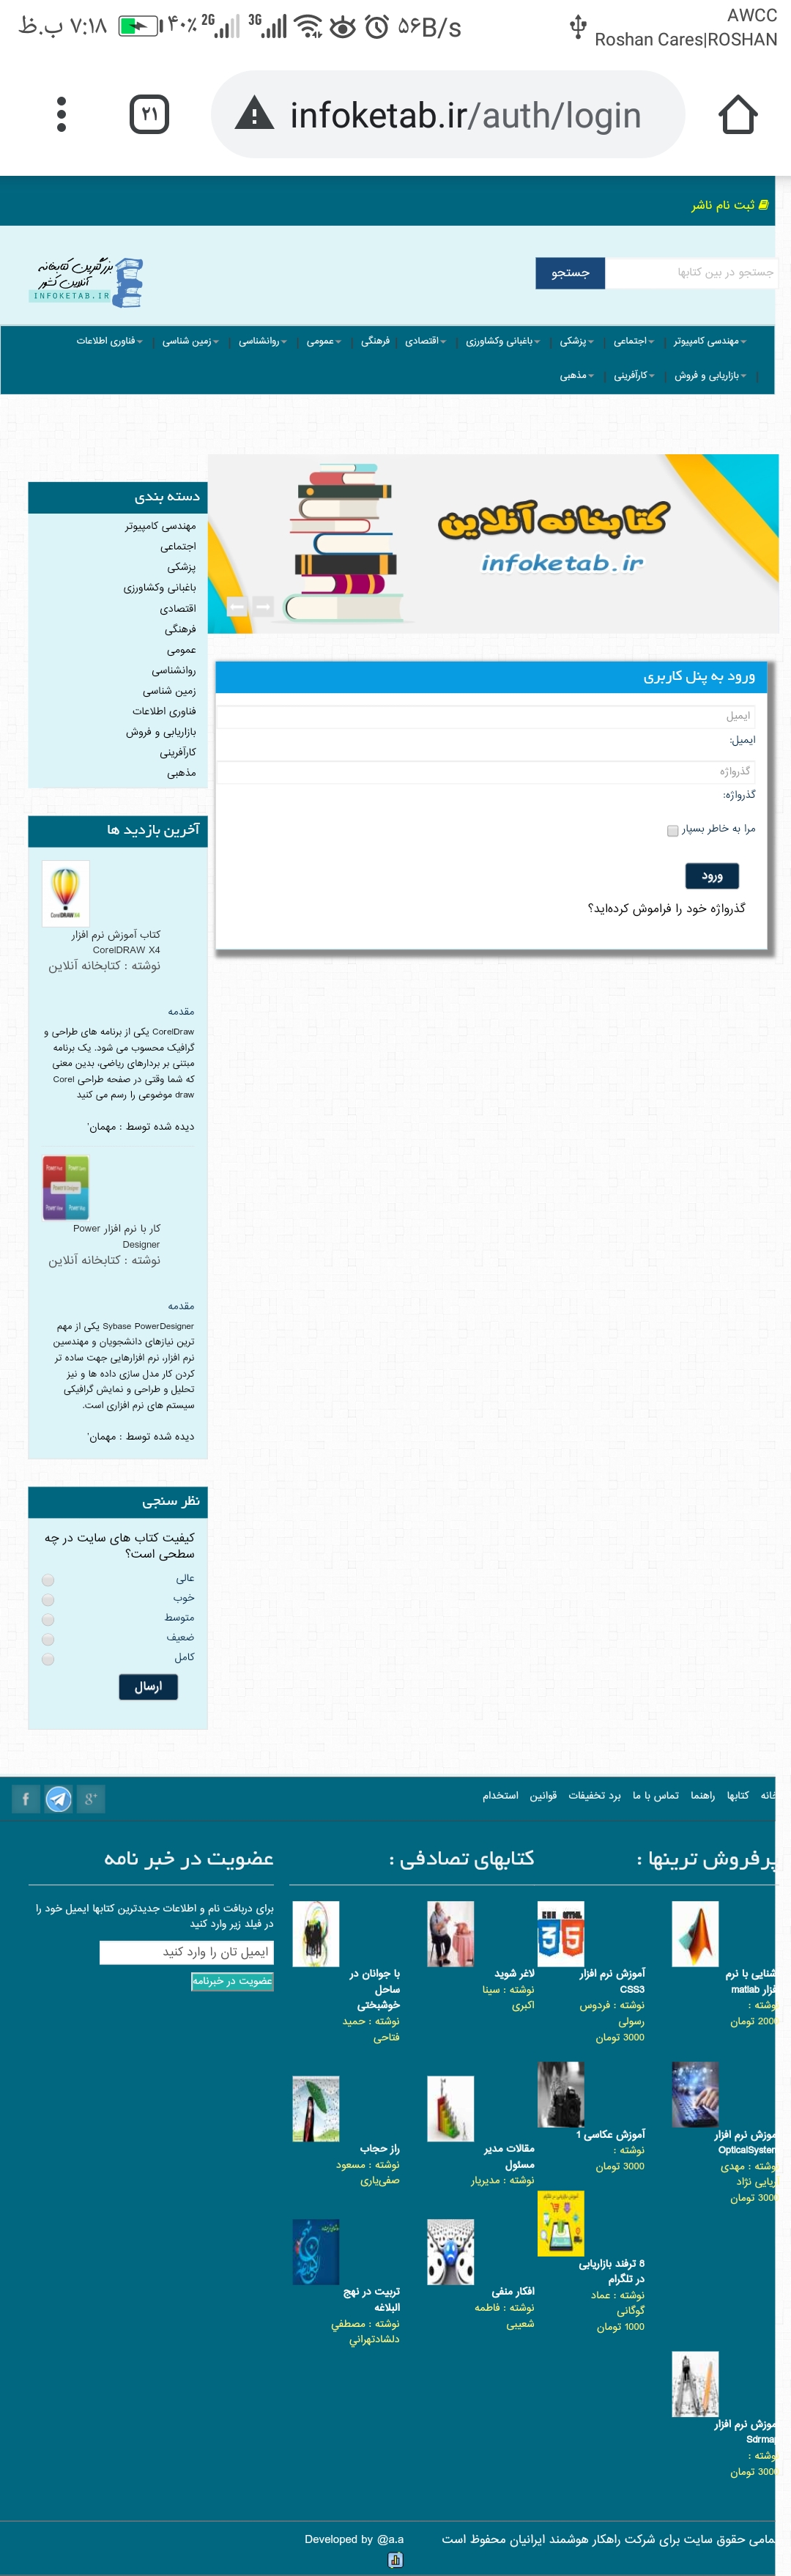 AWCC
Roshan Cares|ROSHAN
۵۶B/s
3G
2G
۴۰٪
۷:۱۸ ب.ظ
infoketab.ir/auth/login
۲۱
ثبت نام ناشر
جستجو در بین کتابها
جستجو
بزرگترین کتابخانه
آنلاین کشور
INFOKETAB.IR
مهندسی کامپیوتر اجتماعی پزشکی باغبانی وکشاورزی اقتصادی فرهنگی عمومی روانشناسی زمین شناسی فناوری اطلاعات
بازاریابی و فروش کارآفرینی مذهبی
کتابخانه آنلاین
infoketab.ir
ورود به پنل کاربری
ایمیل
ایمیل:
گذرواژه
گذرواژه:
مرا به خاطر بسپار
ورود
گذرواژه خود را فراموش کرده‌اید؟
دسته بندی
مهندسی کامپیوتر
اجتماعی
پزشکی
باغبانی وکشاورزی
اقتصادی
فرهنگی
عمومی
روانشناسی
زمین شناسی
فناوری اطلاعات
بازاریابی و فروش
کارآفرینی
مذهبی
آخرین بازدید ها
CorelDRAW X4
کتاب آموزش نرم افزار
CorelDRAW X4
نوشته : کتابخانه آنلاین
مقدمه
CorelDraw یکی از برنامه های طراحی و
گرافیک محسوب می شود. یک برنامه
مبتنی بر بردارهای ریاضی، بدین معنی
که شما وقتی در صفحه طراحی Corel
draw موضوعی را رسم می کنید
دیده شده توسط : مهمان'
کار با نرم افزار Power
Designer
نوشته : کتابخانه آنلاین
مقدمه
Sybase PowerDesigner یکی از مهم
ترین نیازهای دانشجویان و مهندسین
نرم افزار، نرم افزارهایی جهت ساده تر
کردن کار مدل سازی داده ها و نیز
تحلیل و طراحی و نمایش گرافیکی
سیستم های نرم افزاری است.
دیده شده توسط : مهمان'
نظر سنجی
کیفیت کتاب های سایت در چه
سطحی است؟
عالی
خوب
متوسط
ضعیف
کامل
ارسال
خانه کتابها راهنما تماس با ما برد تخفیفات قوانین استخدام
f
g+
پرفروش ترینها :
شنایی با نرم
فزار matlab
وشته :
2000 تومان
آموزش نرم افزار
CSS3
نوشته : فردوس
رسولی
3000 تومان
موزش نرم افزار
OpticalSystem
وشته : مهدی
ریایی نژاد
3000 تومان
آموزش عکاسی 1
نوشته :
3000 تومان
8 ترفند بازاریابی
در تلگرام
نوشته : عماد
گوگانی
1000 تومان
موزش نرم افزار
Sdrmap
وشته :
3000 تومان
کتابهای تصادفی :
لاغر شوید
نوشته : سینا
اکبری
با جوانان در
ساحل
خوشبختی
نوشته : حمید
فتاحی
مقالات مدیر
مسئول
نوشته : مدیریار
راز حجاب
نوشته : مسعود
صفی‌یاری
افکار منفی
نوشته : فاطمه
شعیبی
تربیت در نهج
البلاغه
نوشته : مصطفي
دلشادتهراني
عضویت در خبر نامه
برای دریافت نام و اطلاعات جدیدترین کتابها ایمیل خود را
در فیلد زیر وارد کنید
ایمیل تان را وارد کنید
عضویت در خبرنامه
مامی حقوق سایت برای شرکت راهکار هوشمند ایرانیان محفوظ است
Developed by @a.a